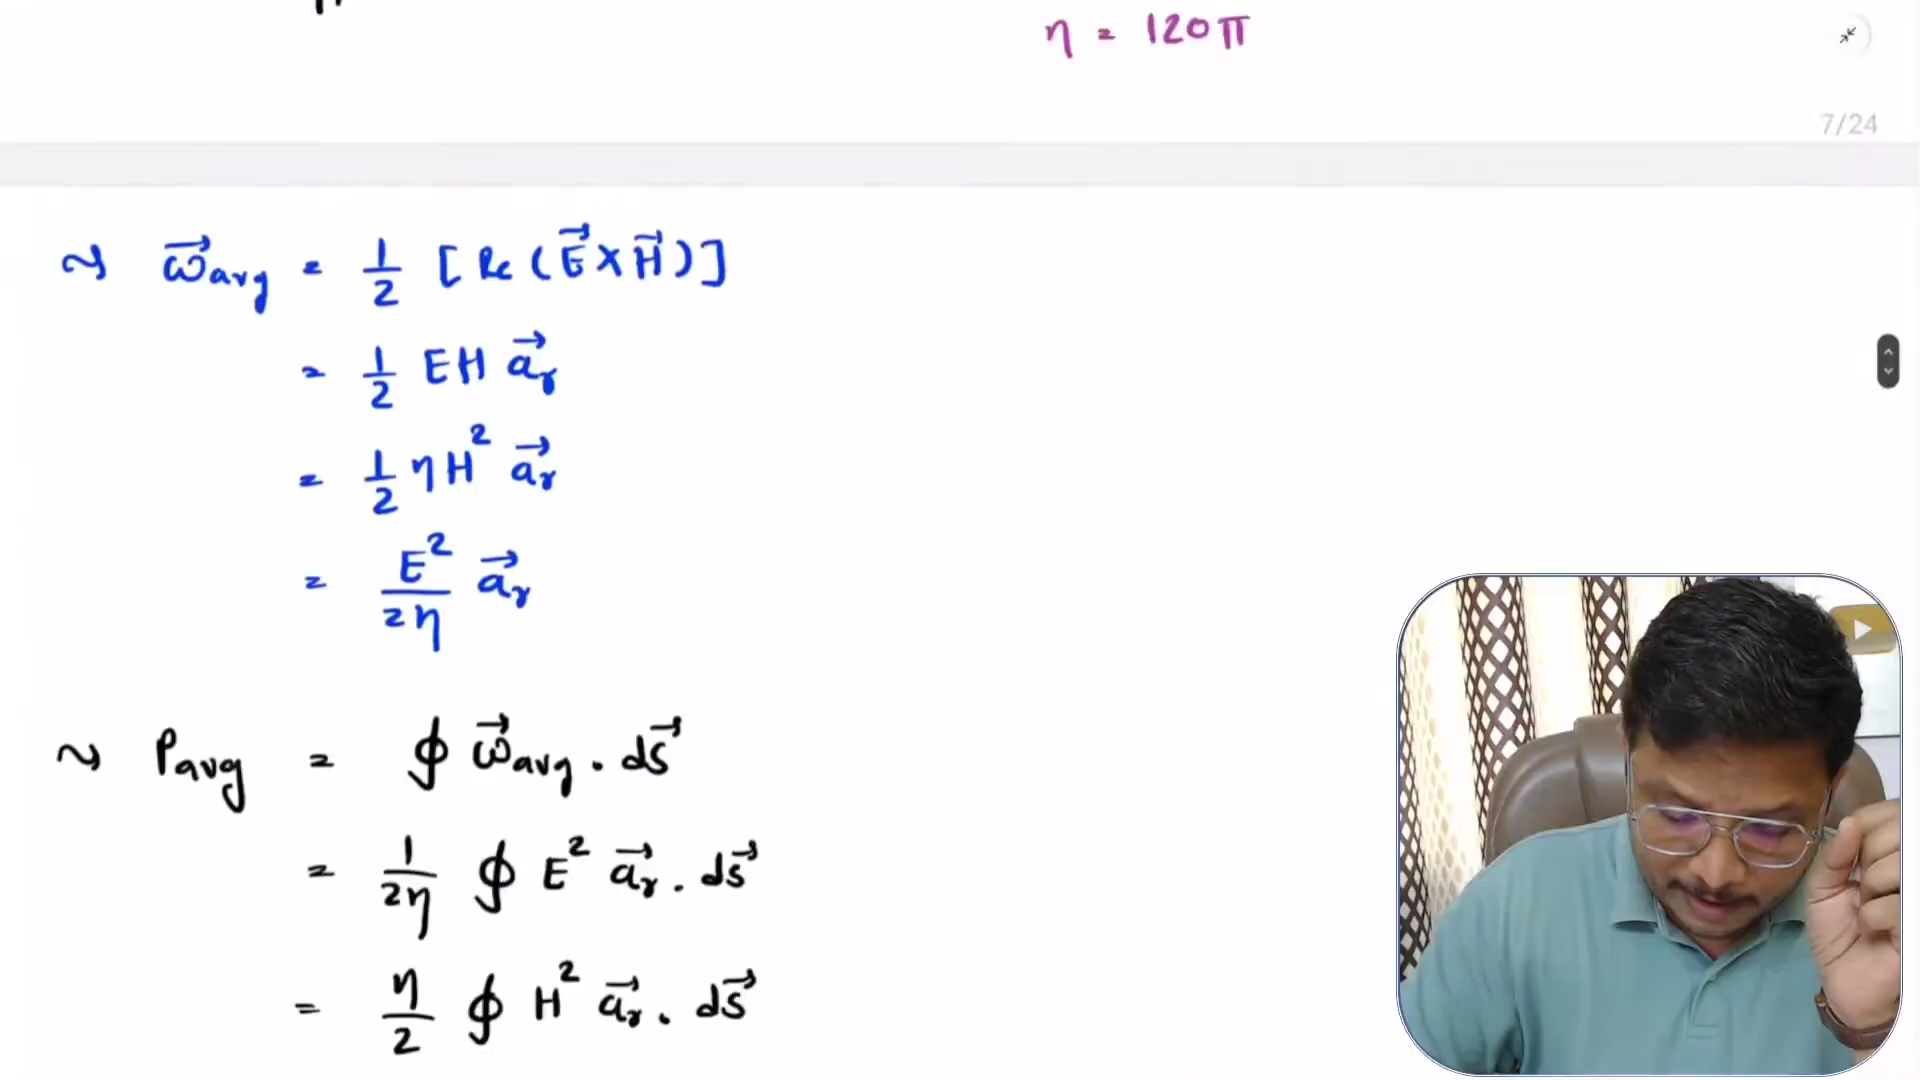 η = 120π
7/24
~ω⃗avg = 1/2 [Re(E⃗×H⃗)]
= 1/2 EH a⃗r
= 1/2 ηH² a⃗r
= E²/2η a⃗r
~Pavg = ∮ ω⃗avg . ds⃗
= 1/2η ∮ E² a⃗r . ds⃗
= η/2 ∮ H² a⃗r . ds⃗